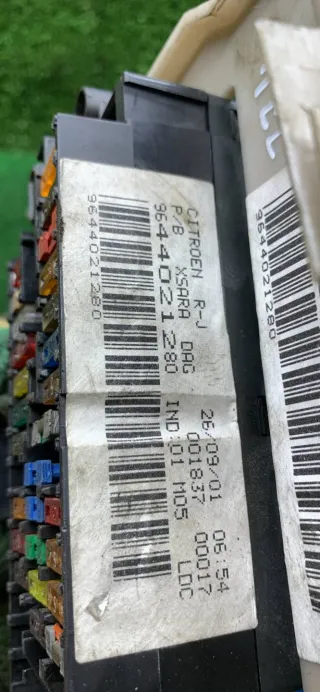 CITROEN R-J 26/09/01 06:54
P/B XSARA DAG 001837 00017
9644021280 IND:01 M05 LDC
9644021280
9644021280